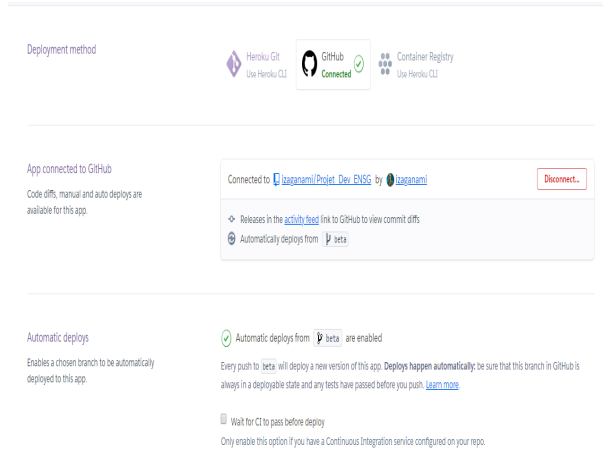 Deployment method
Heroku Git
Use Heroku CLI
GitHub
Connected
Container Registry
Use Heroku CLI
App connected to GitHub
Code diffs, manual and auto deploys are
available for this app.
Connected to izaganami/Projet_Dev_ENSG by izaganami
Disconnect...
Releases in the activity feed link to GitHub to view commit diffs
Automatically deploys from beta
Automatic deploys
Enables a chosen branch to be automatically
deployed to this app.
Automatic deploys from beta are enabled
Every push to beta will deploy a new version of this app. Deploys happen automatically: be sure that this branch in GitHub is
always in a deployable state and any tests have passed before you push. Learn more.
Wait for CI to pass before deploy
Only enable this option if you have a Continuous Integration service configured on your repo.